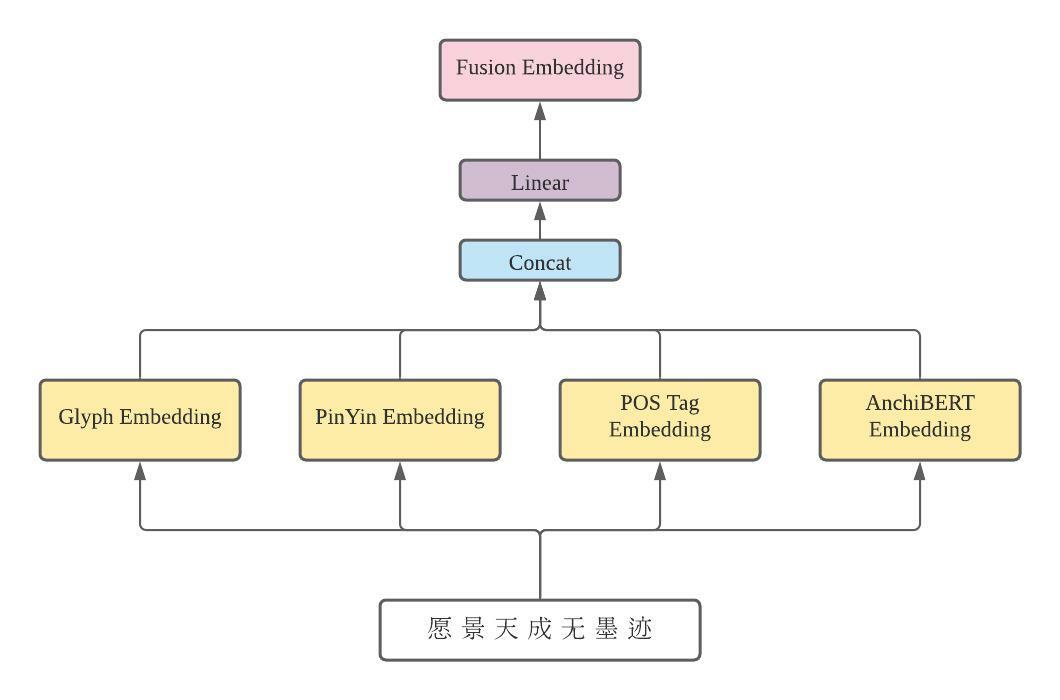 Fusion Embedding
Linear
Concat
Glyph Embedding
PinYin Embedding
POS Tag
Embedding
AnchiBERT
Embedding
愿景天成无墨迹